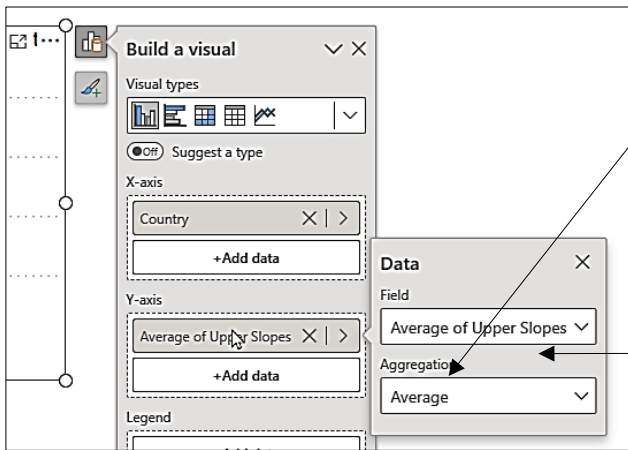 Build a visual
Visual types
Off Suggest a type
X-axis
Country
+Add data
Y-axis
Average of Upper Slopes
+Add data
Legend
Data
Field
Average of Upper Slopes
Aggregation
Average